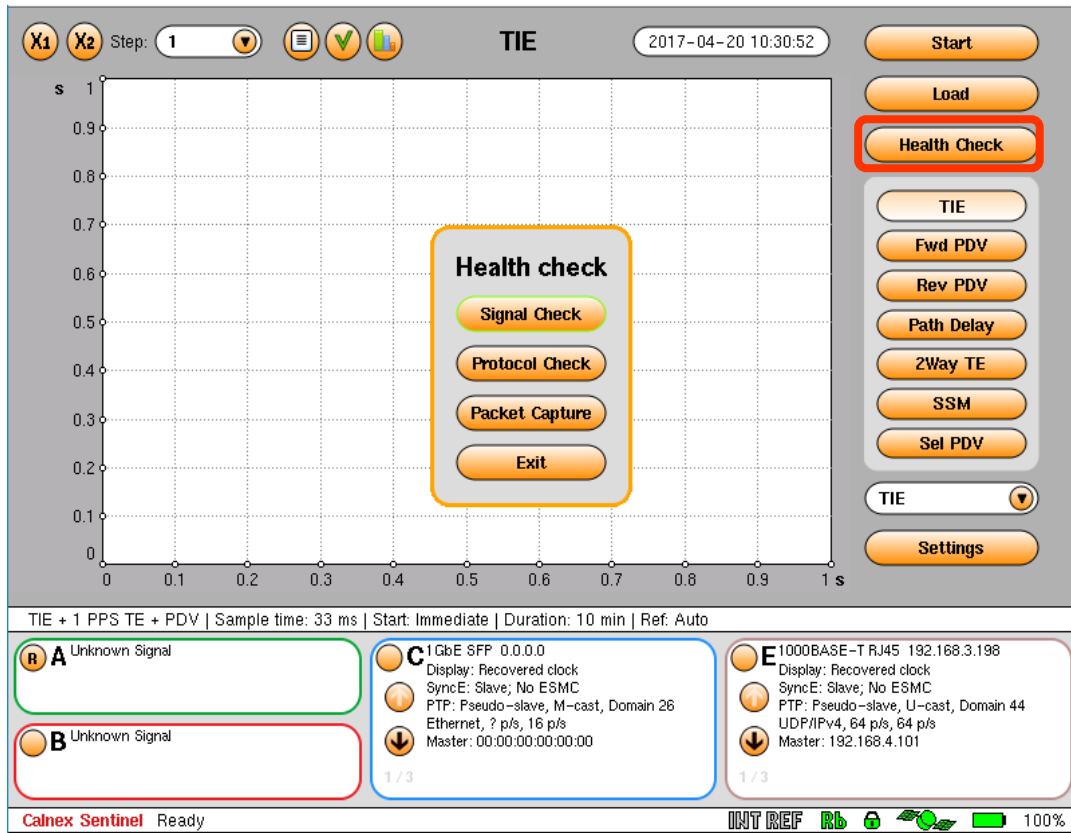 X1 X2 Step: 1 TIE 2017-04-20 10:30:52 Start
Load
Health Check
TIE
Fwd PDV
Rev PDV
Path Delay
2Way TE
SSM
Sel PDV
TIE
Settings
s 1
0.9
0.8
0.7
0.6
0.5
0.4
0.3
0.2
0.1
0
0 0.1 0.2 0.3 0.4 0.5 0.6 0.7 0.8 0.9 1 s
Health check
Signal Check
Protocol Check
Packet Capture
Exit
TIE + 1 PPS TE + PDV | Sample time: 33 ms | Start: Immediate | Duration: 10 min | Ref: Auto
R A Unknown Signal
B Unknown Signal
C 1GbE SFP 0.0.0.0
Display: Recovered clock
SyncE: Slave; No ESMC
PTP: Pseudo-slave, M-cast, Domain 26
Ethernet, ? p/s, 16 p/s
Master: 00:00:00:00:00:00
1 / 3
E 1000BASE-T RJ45 192.168.3.198
Display: Recovered clock
SyncE: Slave; No ESMC
PTP: Pseudo-slave, U-cast, Domain 44
UDP/IPv4, 64 p/s, 64 p/s
Master: 192.168.4.101
1 / 3
Calnex Sentinel Ready INT REF Rb 100%